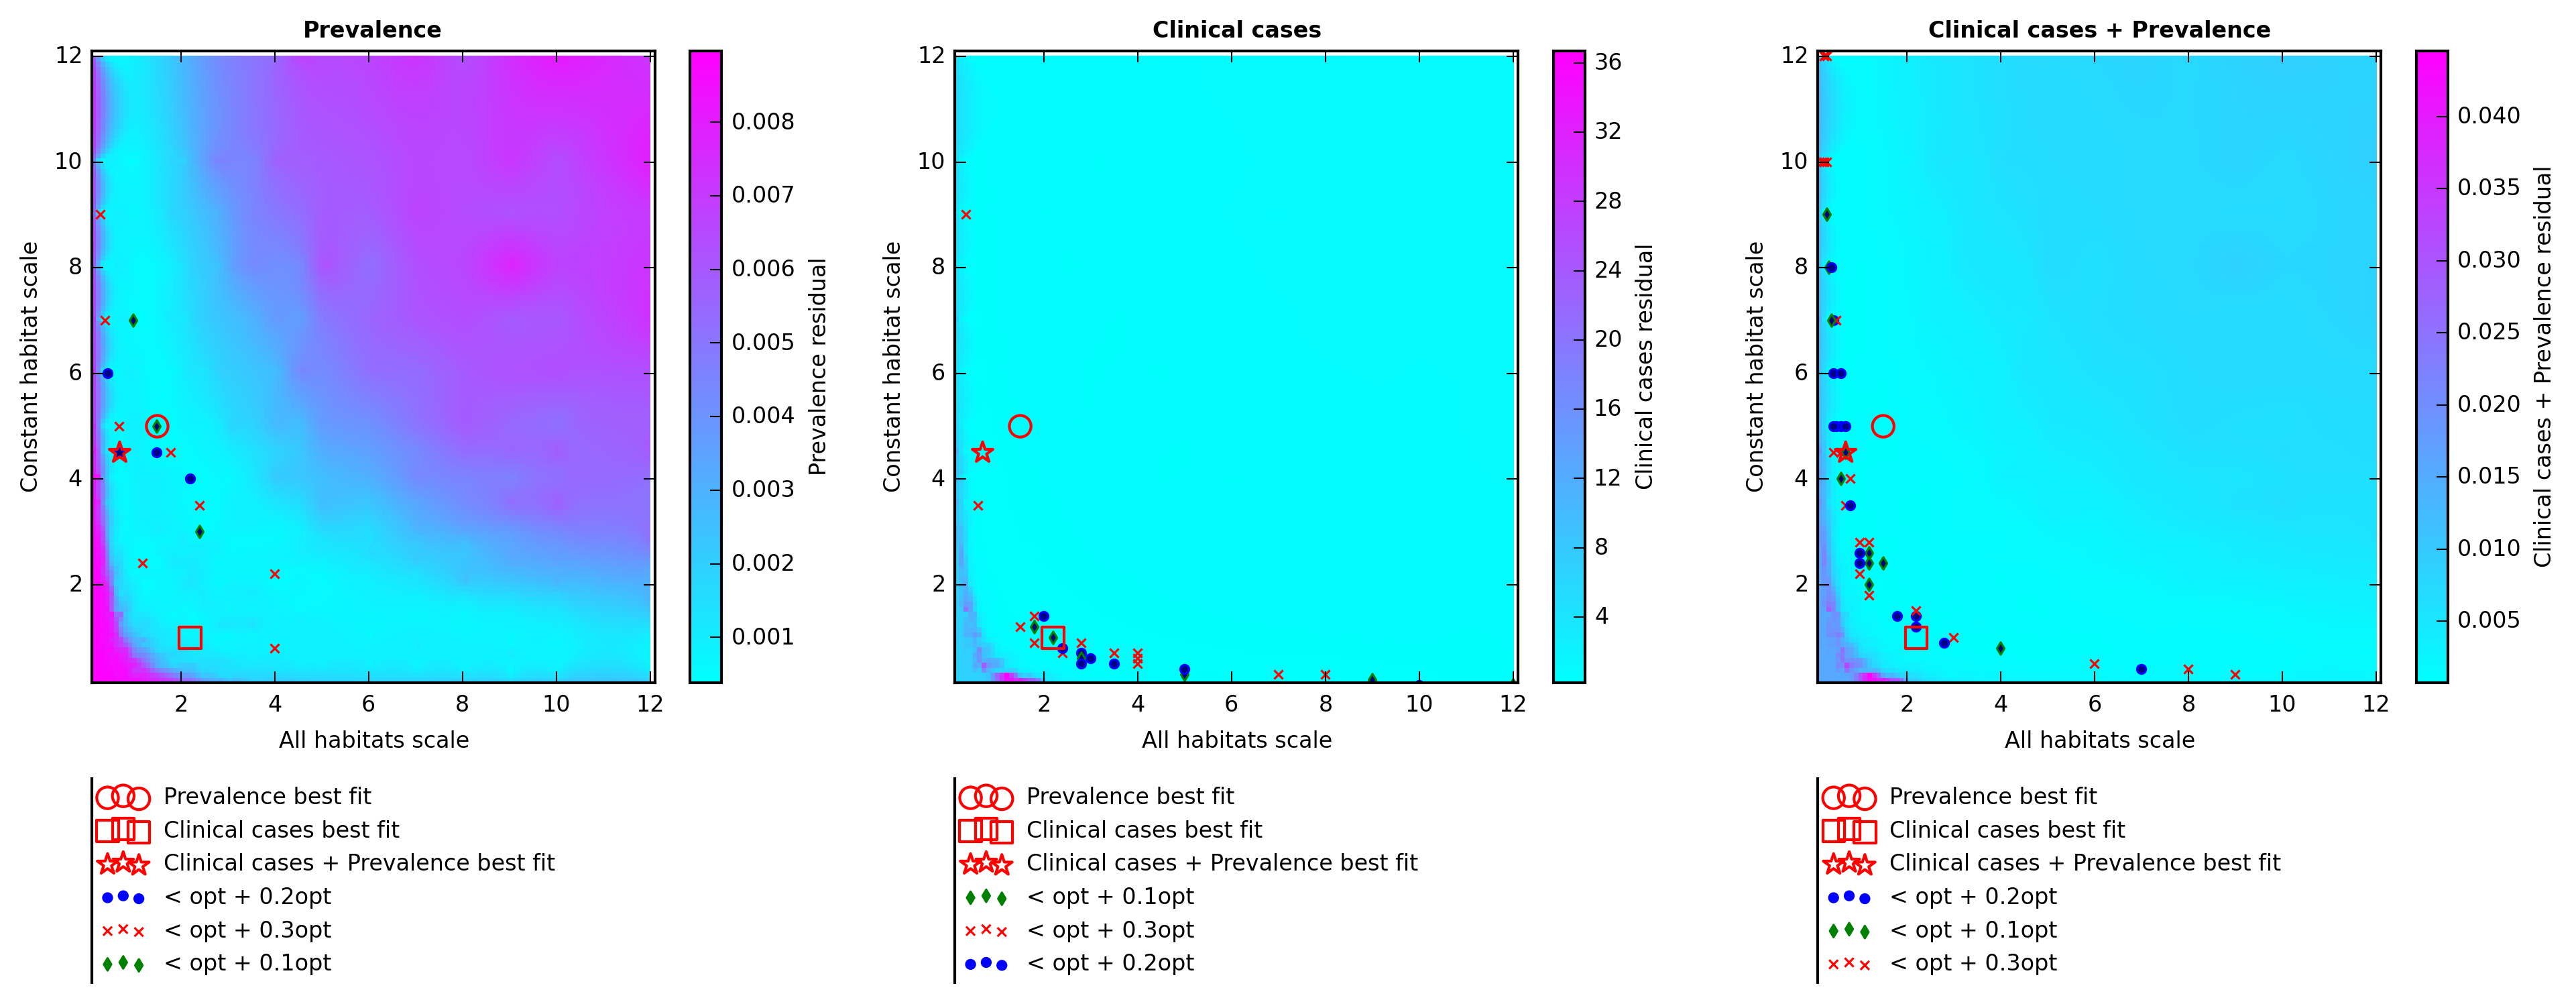 Prevalence
12
10
8
6
4
2
2
4
6
8
10
12
Constant habitat scale
All habitats scale
0.008
0.007
0.006
0.005
0.004
0.003
0.002
0.001
Prevalence residual
Prevalence best fit
Clinical cases best fit
Clinical cases + Prevalence best fit
< opt + 0.2opt
< opt + 0.3opt
< opt + 0.1opt
Clinical cases
12
10
8
6
4
2
2
4
6
8
10
12
Constant habitat scale
All habitats scale
36
32
28
24
20
16
12
8
4
Clinical cases residual
Prevalence best fit
Clinical cases best fit
Clinical cases + Prevalence best fit
< opt + 0.1opt
< opt + 0.3opt
< opt + 0.2opt
Clinical cases + Prevalence
12
10
8
6
4
2
2
4
6
8
10
12
Constant habitat scale
All habitats scale
0.040
0.035
0.030
0.025
0.020
0.015
0.010
0.005
Clinical cases + Prevalence residual
Prevalence best fit
Clinical cases best fit
Clinical cases + Prevalence best fit
< opt + 0.2opt
< opt + 0.1opt
< opt + 0.3opt